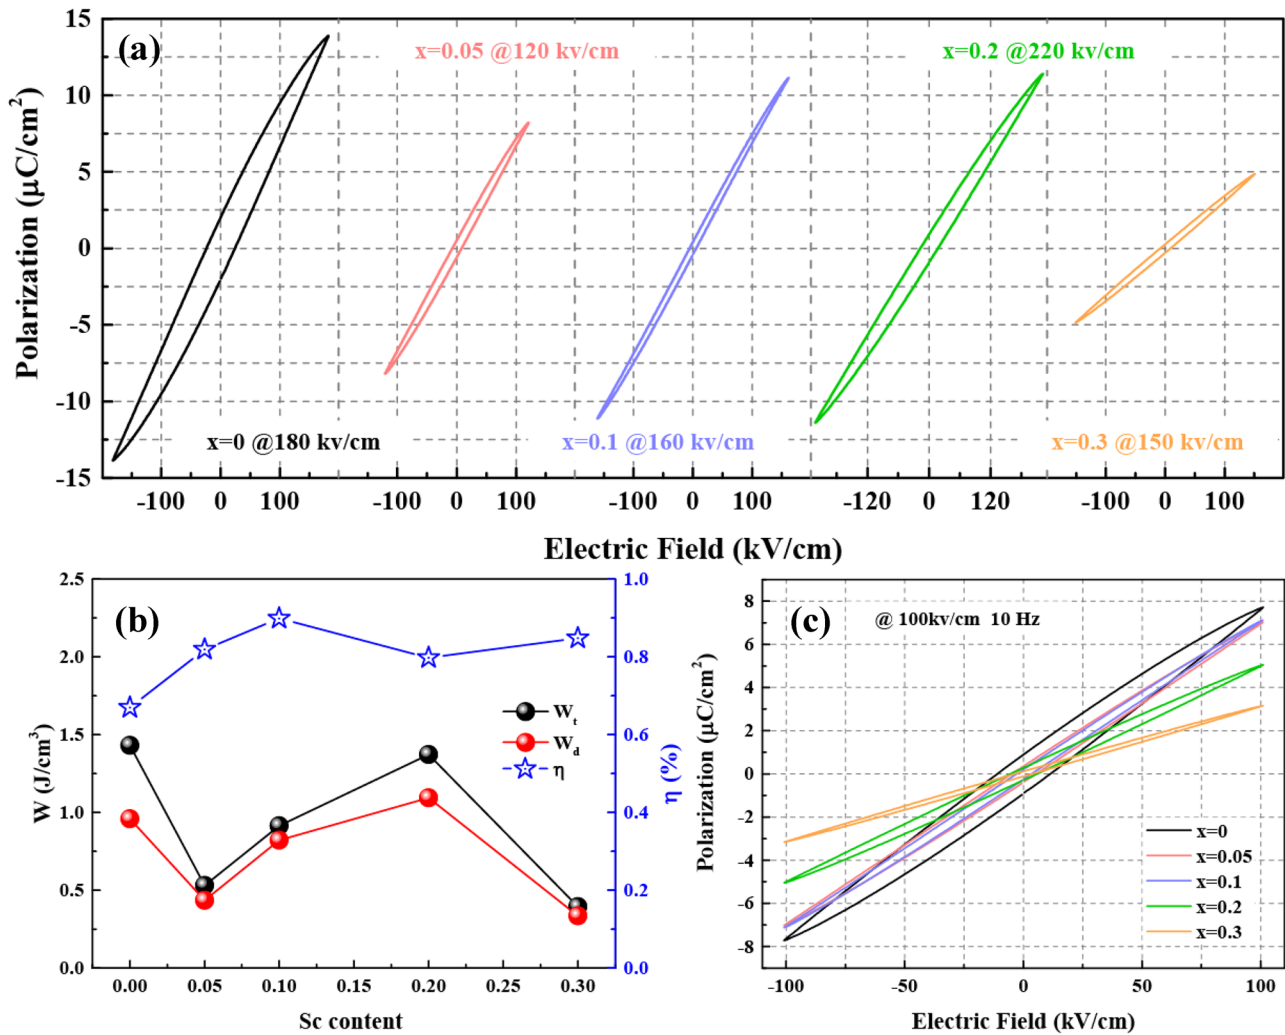 (a)
x=0.05 @120 kv/cm
x=0.2 @220 kv/cm
15
10
5
0
-5
-10
-15
Polarization (μC/cm²)
x=0 @180 kv/cm
x=0.1 @160 kv/cm
x=0.3 @150 kv/cm
-100 0 100 -100 0 100 -100 0 100 -120 0 120 -100 0 100
Electric Field (kV/cm)
(b)
2.5
2.0
1.5
1.0
0.5
0.0
W (J/cm³)
W_t
W_d
η
1.0
0.8
0.6
0.4
0.2
0.0
η (%)
0.00 0.05 0.10 0.15 0.20 0.25 0.30
Sc content
(c)
@ 100kv/cm 10 Hz
8
6
4
2
0
-2
-4
-6
-8
Polarization (μC/cm²)
x=0
x=0.05
x=0.1
x=0.2
x=0.3
-100 -50 0 50 100
Electric Field (kV/cm)